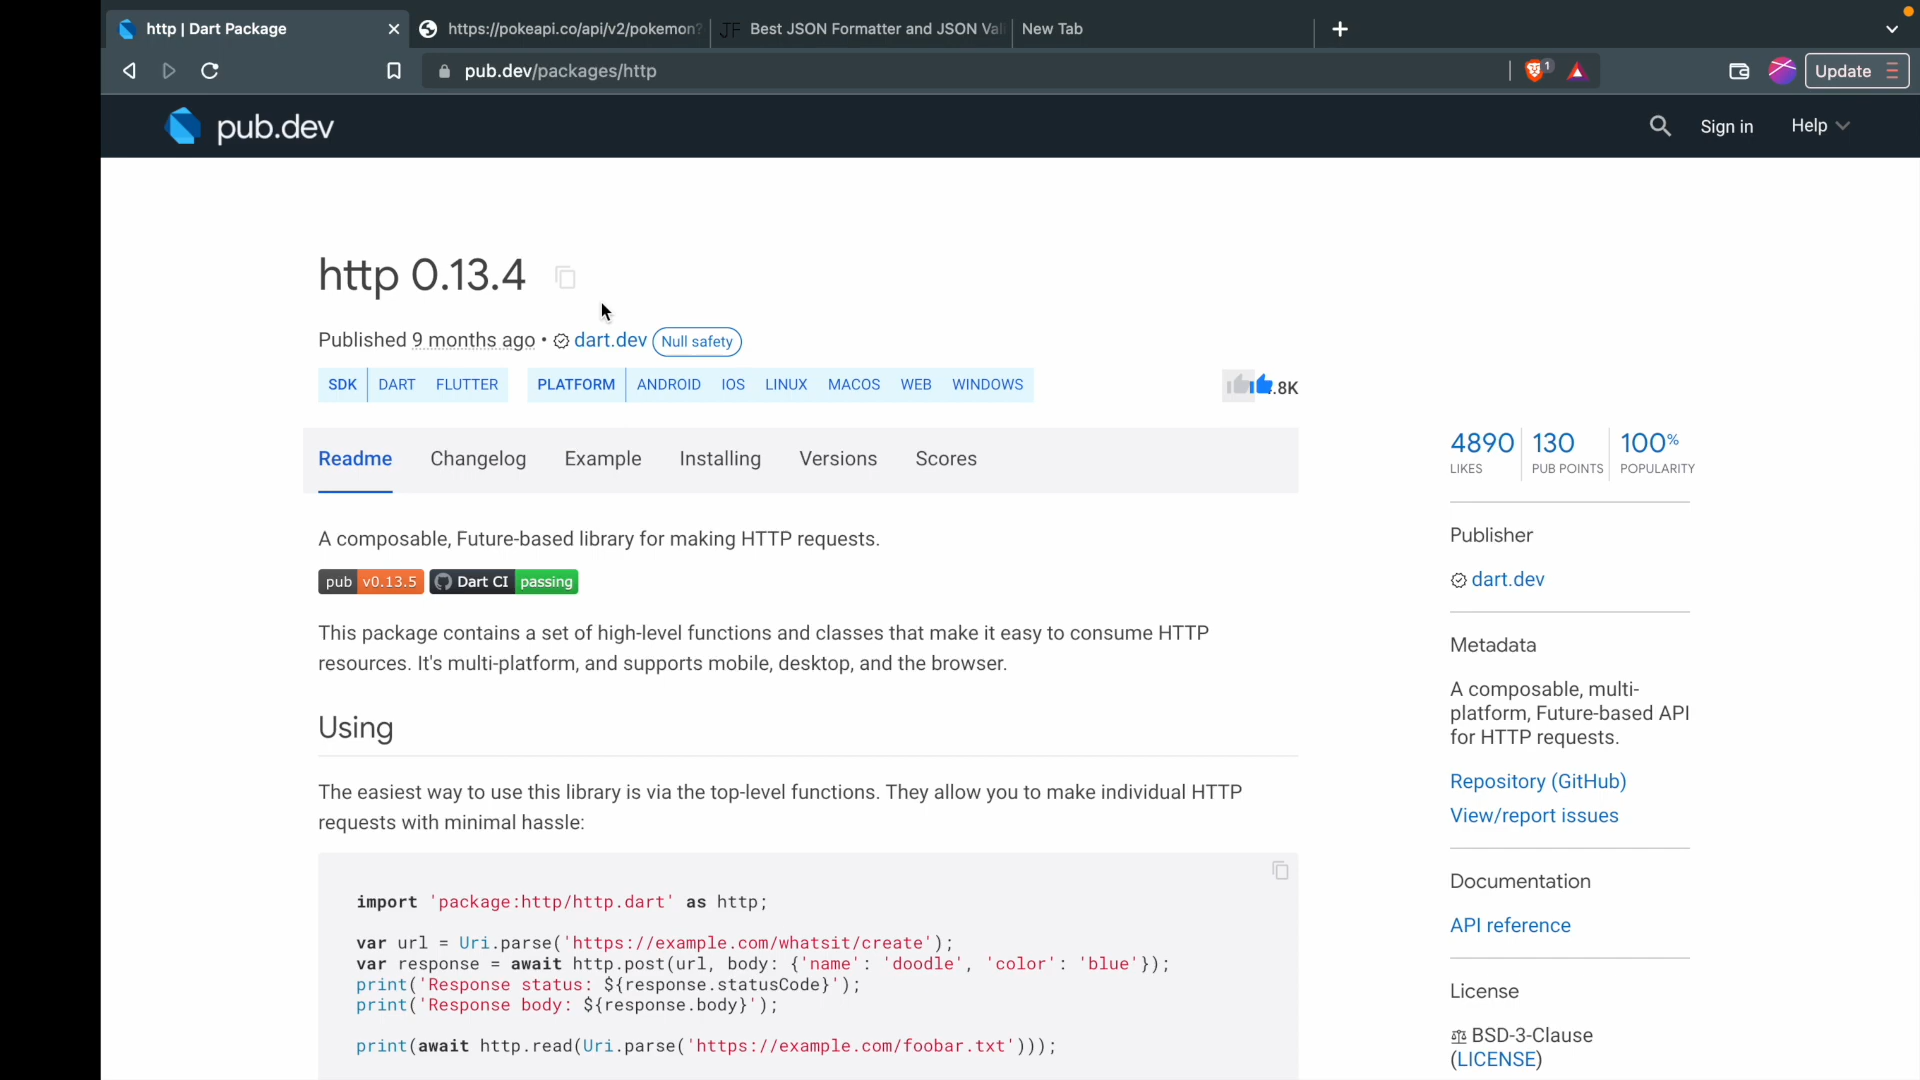 http | Dart Package
https://pokeapi.co/api/v2/pokemon?
JF Best JSON Formatter and JSON Val
New Tab
pub.dev/packages/http
1
Update
pub.dev
Sign in
Help
http 0.13.4
Published 9 months ago • dart.dev Null safety
SDK DART FLUTTER PLATFORM ANDROID IOS LINUX MACOS WEB WINDOWS
.8K
Readme Changelog Example Installing Versions Scores
4890 LIKES
130 PUB POINTS
100% POPULARITY
A composable, Future-based library for making HTTP requests.
pub v0.13.5 Dart CI passing
This package contains a set of high-level functions and classes that make it easy to consume HTTP
resources. It's multi-platform, and supports mobile, desktop, and the browser.
Using
The easiest way to use this library is via the top-level functions. They allow you to make individual HTTP
requests with minimal hassle:
import 'package:http/http.dart' as http;
var url = Uri.parse('https://example.com/whatsit/create');
var response = await http.post(url, body: {'name': 'doodle', 'color': 'blue'});
print('Response status: ${response.statusCode}');
print('Response body: ${response.body}');
print(await http.read(Uri.parse('https://example.com/foobar.txt')));
Publisher
dart.dev
Metadata
A composable, multi-
platform, Future-based API
for HTTP requests.
Repository (GitHub)
View/report issues
Documentation
API reference
License
BSD-3-Clause
(LICENSE)